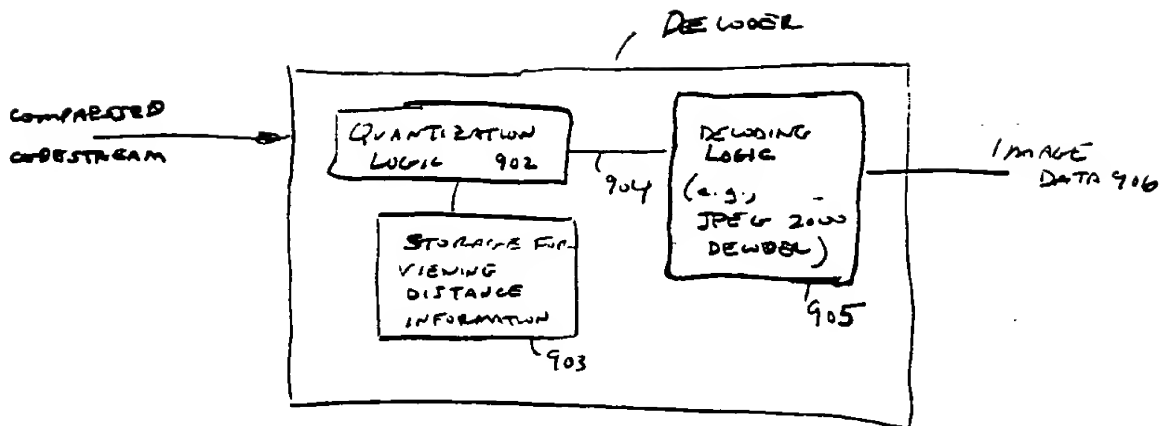 DECODER
COMPRESSED
CODESTREAM
QUANTIZATION
LOGIC 902
904
STORAGE FOR
VIEWING
DISTANCE
INFORMATION
903
DECODING
LOGIC
(e.g.,
JPEG 2000
DECODER)
905
IMAGE
DATA 906